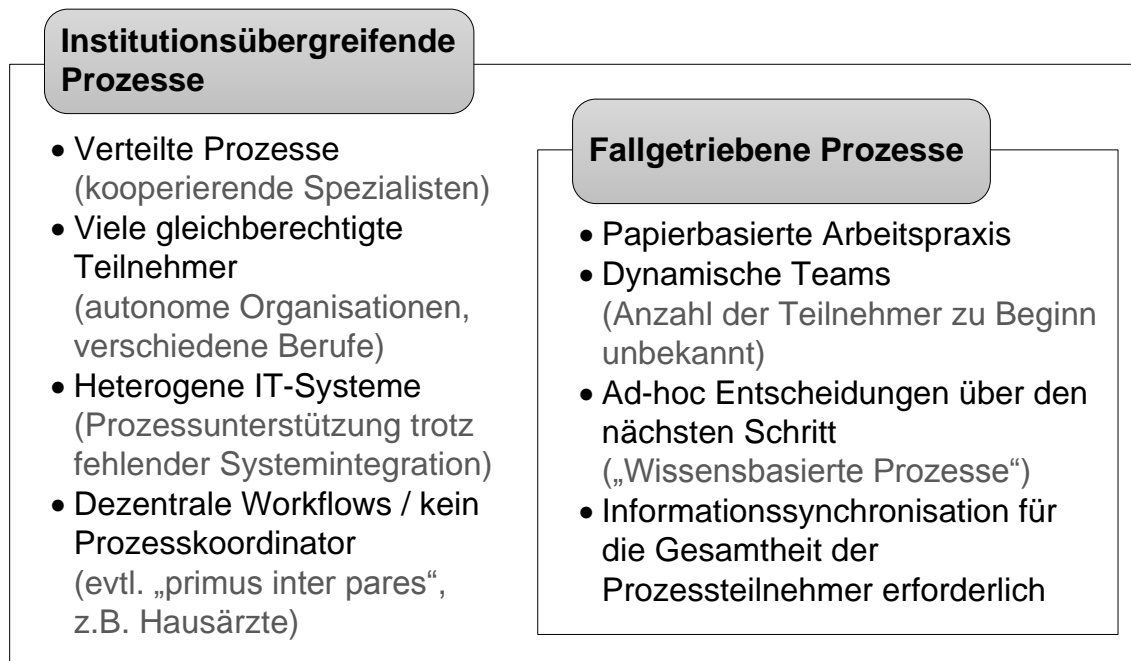 Institutionsübergreifende
Prozesse
• Verteilte Prozesse
(kooperierende Spezialisten)
• Viele gleichberechtigte
Teilnehmer
(autonome Organisationen,
verschiedene Berufe)
• Heterogene IT-Systeme
(Prozessunterstützung trotz
fehlender Systemintegration)
• Dezentrale Workflows / kein
Prozesskoordinator
(evtl. „primus inter pares“,
z.B. Hausärzte)
Fallgetriebene Prozesse
• Papierbasierte Arbeitspraxis
• Dynamische Teams
(Anzahl der Teilnehmer zu Beginn
unbekannt)
• Ad-hoc Entscheidungen über den
nächsten Schritt
(„Wissensbasierte Prozesse“)
• Informationssynchronisation für
die Gesamtheit der
Prozessteilnehmer erforderlich